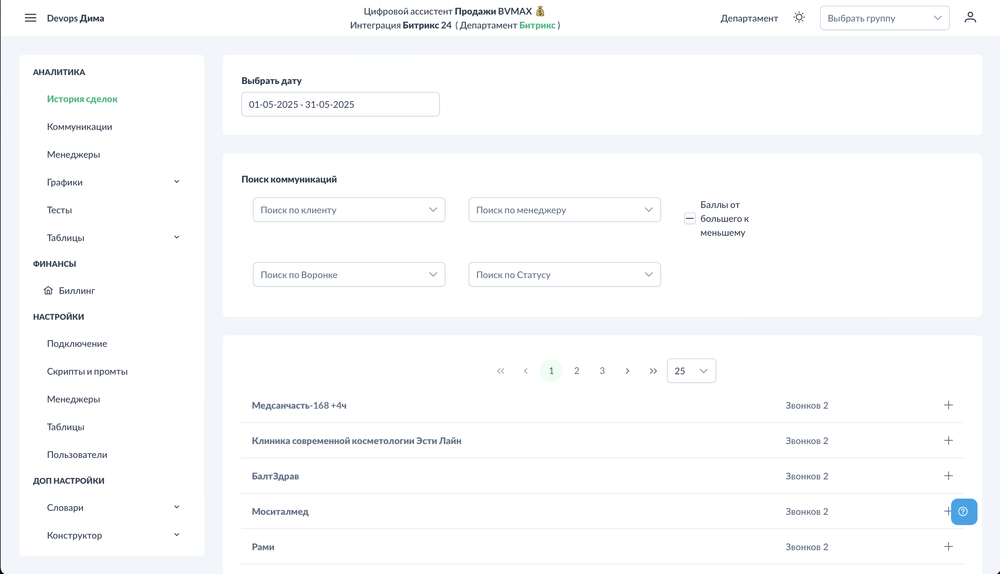 Devops Дима
Цифровой ассистент Продажи BVMAX 💰
Интеграция Битрикс 24 ( Департамент Битрикс )
Департамент
Выбрать группу
АНАЛИТИКА
История сделок
Коммуникации
Менеджеры
Графики
Тесты
Таблицы
ФИНАНСЫ
Биллинг
НАСТРОЙКИ
Подключение
Скрипты и промты
Менеджеры
Таблицы
Пользователи
ДОП НАСТРОЙКИ
Словари
Конструктор
Выбрать дату
01-05-2025 - 31-05-2025
Поиск коммуникаций
Поиск по клиенту
Поиск по менеджеру
Баллы от
большего к
меньшему
Поиск по Воронке
Поиск по Статусу
« ‹ 1 2 3 › » 25
Медсанчасть-168 +4ч Звонков 2 +
Клиника современной косметологии Эсти Лайн Звонков 2 +
БалтЗдрав Звонков 2 +
Моситалмед Звонков 2 +
Рами Звонков 2 +